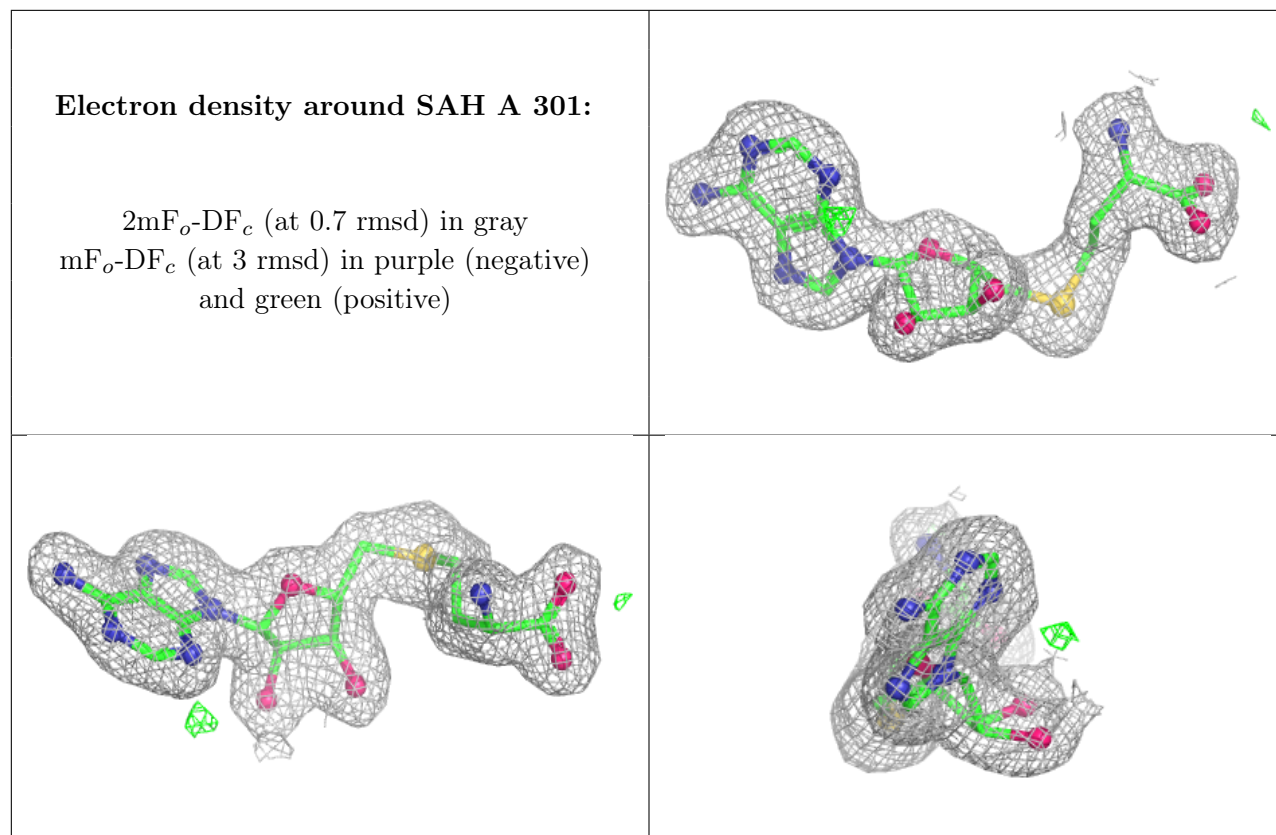 Electron density around SAH A 301:
2mFo-DFc (at 0.7 rmsd) in gray
mFo-DFc (at 3 rmsd) in purple (negative)
and green (positive)